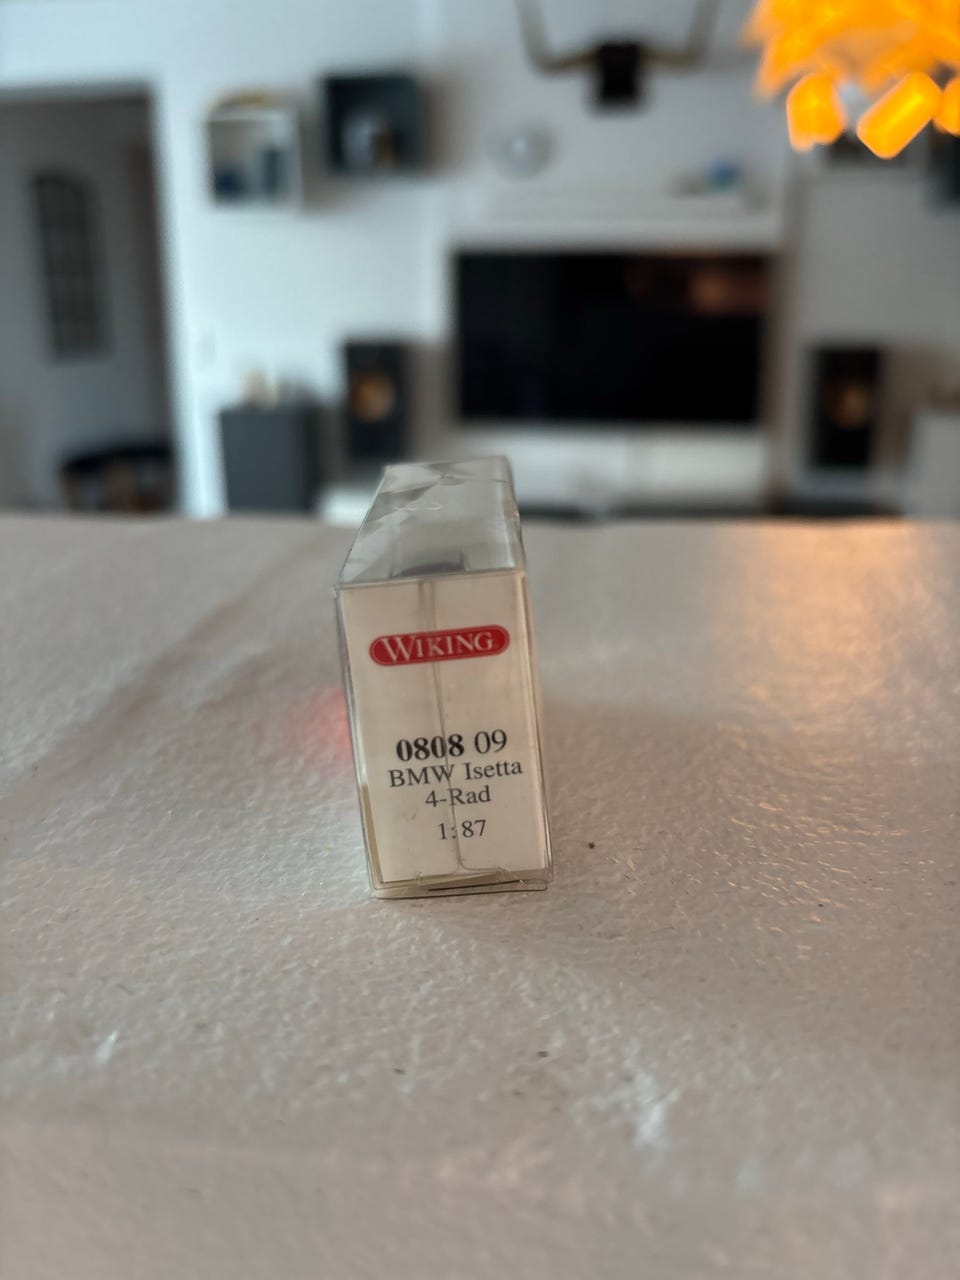 WIKING
0808 09
BMW Isetta
4-Rad
1:87